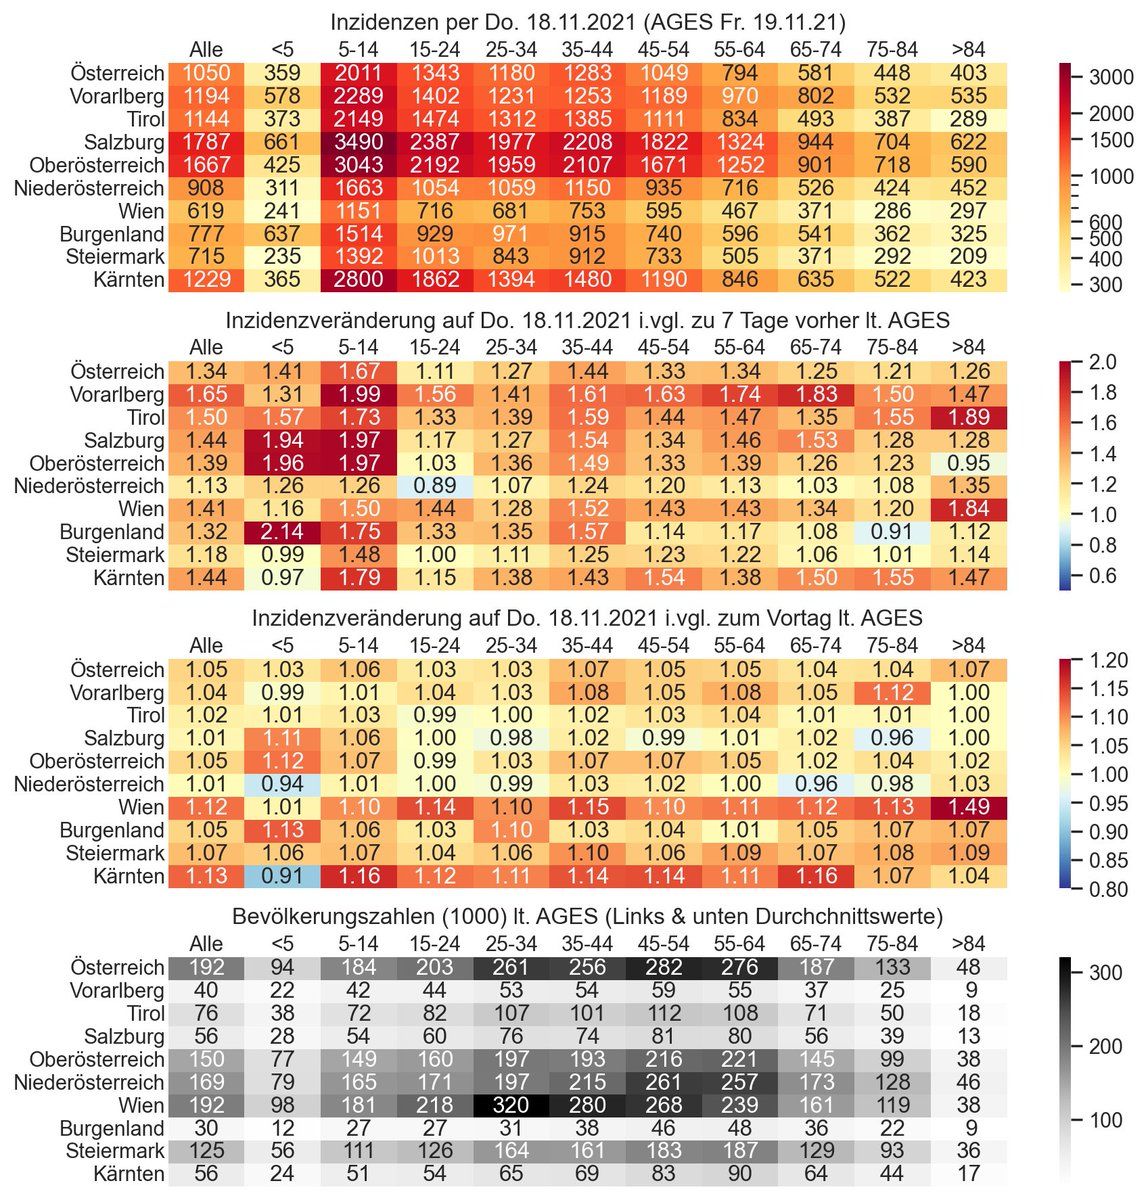 Inzidenzen per Do. 18.11.2021 (AGES Fr. 19.11.21)
Alle <5 5-14 15-24 25-34 35-44 45-54 55-64 65-74 75-84 >84
Österreich 1050 359 2011 1343 1180 1283 1049 794 581 448 403
Vorarlberg 1194 578 2289 1402 1231 1253 1189 970 802 532 535
Tirol 1144 373 2149 1474 1312 1385 1111 834 493 387 289
Salzburg 1787 661 3490 2387 1977 2208 1822 1324 944 704 622
Oberösterreich 1667 425 3043 2192 1959 2107 1671 1252 901 718 590
Niederösterreich 908 311 1663 1054 1059 1150 935 716 526 424 452
Wien 619 241 1151 716 681 753 595 467 371 286 297
Burgenland 777 637 1514 929 971 915 740 596 541 362 325
Steiermark 715 235 1392 1013 843 912 733 505 371 292 209
Kärnten 1229 365 2800 1862 1394 1480 1190 846 635 522 423
3000
2000
1500
1000
600
500
400
300
Inzidenzveränderung auf Do. 18.11.2021 i.vgl. zu 7 Tage vorher lt. AGES
Alle <5 5-14 15-24 25-34 35-44 45-54 55-64 65-74 75-84 >84
Österreich 1.34 1.41 1.67 1.11 1.27 1.44 1.33 1.34 1.25 1.21 1.26
Vorarlberg 1.65 1.31 1.99 1.56 1.41 1.61 1.63 1.74 1.83 1.50 1.47
Tirol 1.50 1.57 1.73 1.33 1.39 1.59 1.44 1.47 1.35 1.55 1.89
Salzburg 1.44 1.94 1.97 1.17 1.27 1.54 1.34 1.46 1.53 1.28 1.28
Oberösterreich 1.39 1.96 1.97 1.03 1.36 1.49 1.33 1.39 1.26 1.23 0.95
Niederösterreich 1.13 1.26 1.26 0.89 1.07 1.24 1.20 1.13 1.03 1.08 1.35
Wien 1.41 1.16 1.50 1.44 1.28 1.52 1.43 1.43 1.34 1.20 1.84
Burgenland 1.32 2.14 1.75 1.33 1.35 1.57 1.14 1.17 1.08 0.91 1.12
Steiermark 1.18 0.99 1.48 1.00 1.11 1.25 1.23 1.22 1.06 1.01 1.14
Kärnten 1.44 0.97 1.79 1.15 1.38 1.43 1.54 1.38 1.50 1.55 1.47
2.0
1.8
1.6
1.4
1.2
1.0
0.8
0.6
Inzidenzveränderung auf Do. 18.11.2021 i.vgl. zum Vortag lt. AGES
Alle <5 5-14 15-24 25-34 35-44 45-54 55-64 65-74 75-84 >84
Österreich 1.05 1.03 1.06 1.03 1.03 1.07 1.05 1.05 1.04 1.04 1.07
Vorarlberg 1.04 0.99 1.01 1.04 1.03 1.08 1.05 1.08 1.05 1.12 1.00
Tirol 1.02 1.01 1.03 0.99 1.00 1.02 1.03 1.04 1.01 1.01 1.00
Salzburg 1.01 1.11 1.06 1.00 0.98 1.02 0.99 1.01 1.02 0.96 1.00
Oberösterreich 1.05 1.12 1.07 0.99 1.03 1.07 1.07 1.05 1.02 1.04 1.02
Niederösterreich 1.01 0.94 1.01 1.00 0.99 1.03 1.02 1.00 0.96 0.98 1.03
Wien 1.12 1.01 1.10 1.14 1.10 1.15 1.10 1.11 1.12 1.13 1.49
Burgenland 1.05 1.13 1.06 1.03 1.10 1.03 1.04 1.01 1.05 1.07 1.07
Steiermark 1.07 1.06 1.07 1.04 1.06 1.10 1.06 1.09 1.07 1.08 1.09
Kärnten 1.13 0.91 1.16 1.12 1.11 1.14 1.14 1.11 1.16 1.07 1.04
1.20
1.15
1.10
1.05
1.00
0.95
0.90
0.85
0.80
Bevölkerungszahlen (1000) lt. AGES (Links & unten Durchchnittswerte)
Alle <5 5-14 15-24 25-34 35-44 45-54 55-64 65-74 75-84 >84
Österreich 192 94 184 203 261 256 282 276 187 133 48
Vorarlberg 40 22 42 44 53 54 59 55 37 25 9
Tirol 76 38 72 82 107 101 112 108 71 50 18
Salzburg 56 28 54 60 76 74 81 80 56 39 13
Oberösterreich 150 77 149 160 197 193 216 221 145 99 38
Niederösterreich 169 79 165 171 197 215 261 257 173 128 46
Wien 192 98 181 218 320 280 268 239 161 119 38
Burgenland 30 12 27 27 31 38 46 48 36 22 9
Steiermark 125 56 111 126 164 161 183 187 129 93 36
Kärnten 56 24 51 54 65 69 83 90 64 44 17
300
200
100